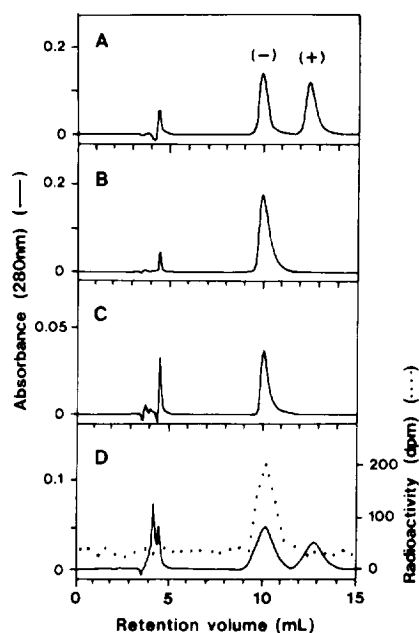 A
(-)
(+)
0.2
0
B
0.2
0
C
0.05
0
D
0.1
0
200
100
0
0
5
10
15
Absorbance (280nm) (—)
Radioactivity (dpm) (....)
Retention volume (mL)